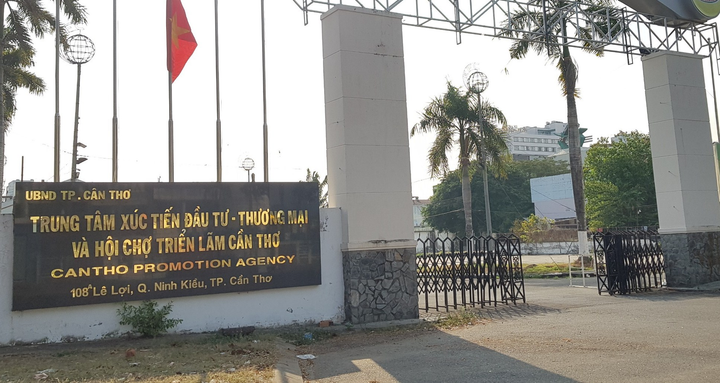 UBND TP. CẦN THƠ
TRUNG TÂM XÚC TIẾN ĐẦU TƯ - THƯƠNG MẠI
VÀ HỘI CHỢ TRIỂN LÃM CẦN THƠ
CANTHO PROMOTION AGENCY
108ᴬ Lê Lợi, Q. Ninh Kiều, TP. Cần Thơ